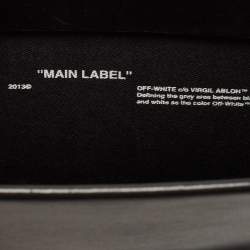 "MAIN LABEL"
2013©
OFF-WHITE c/o VIRGIL ABLOH™
Defining the grey area between bl
and white as the color Off-White™